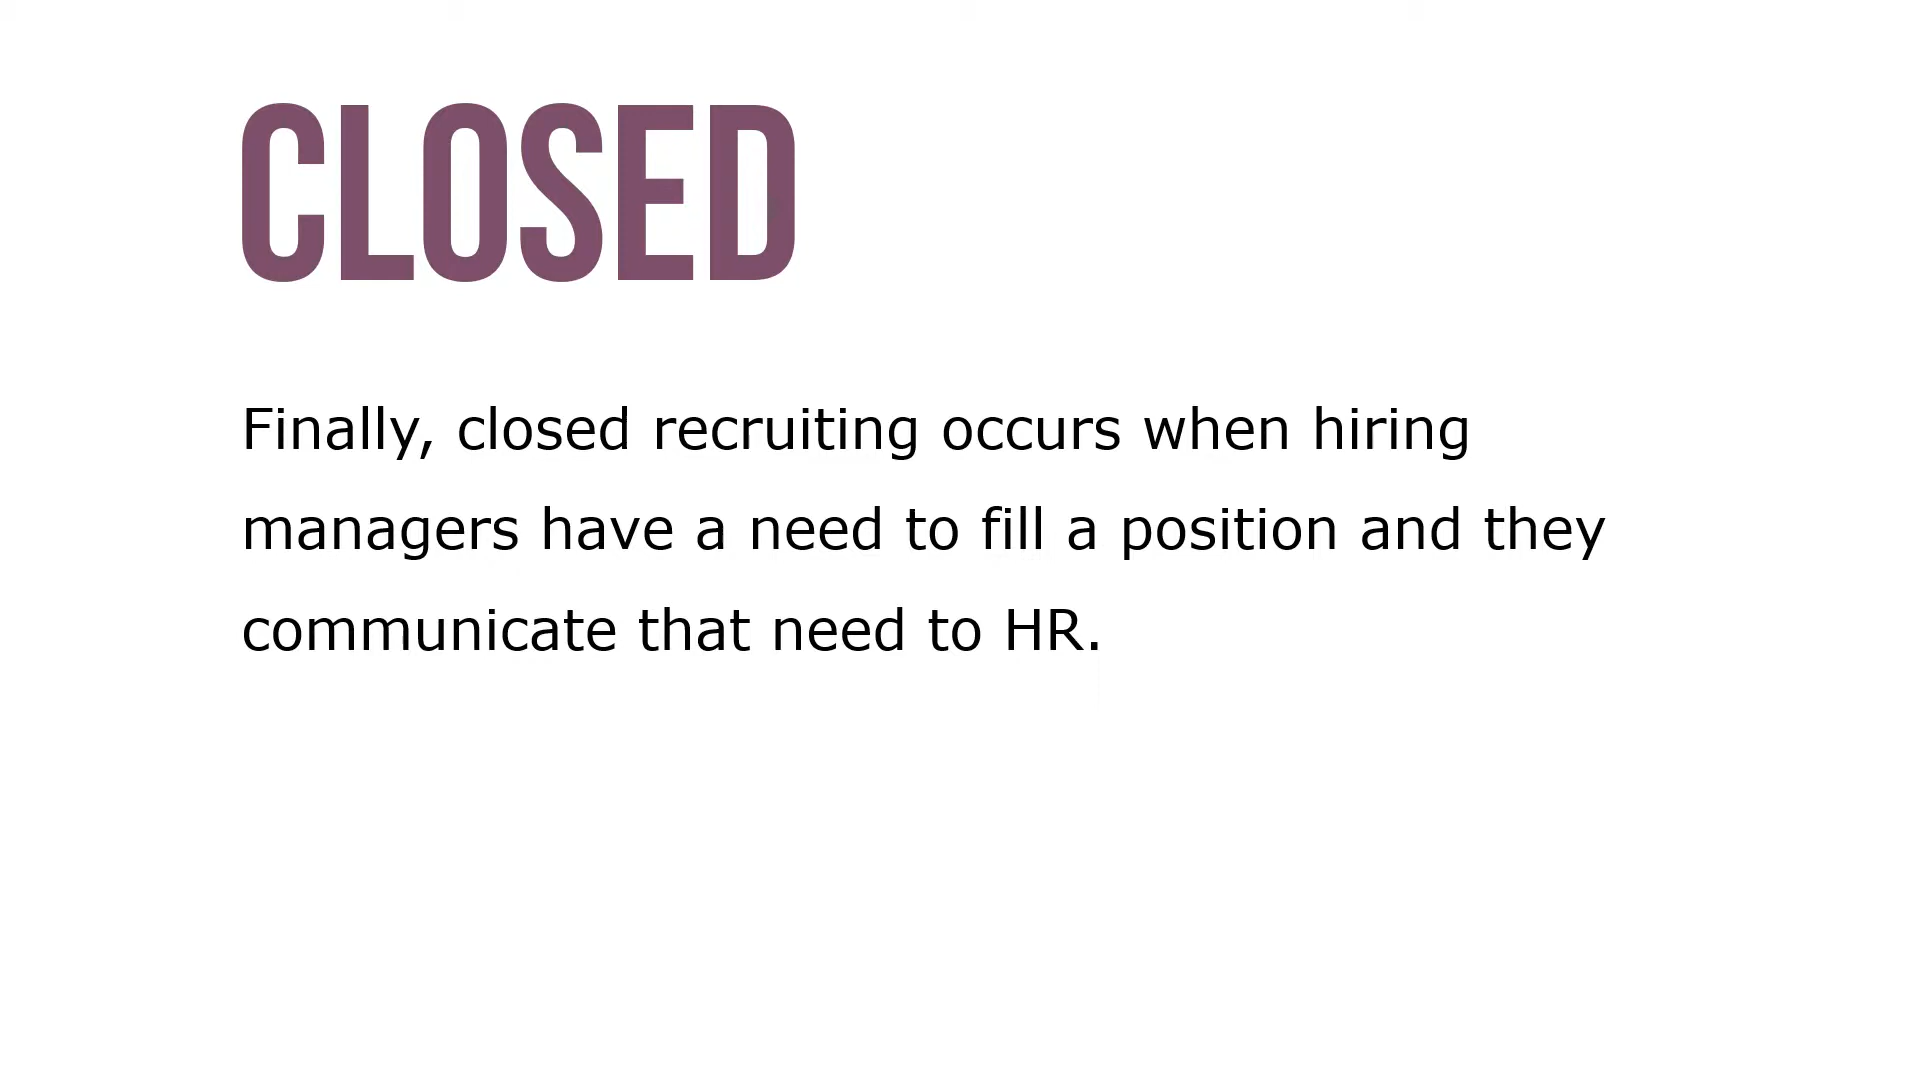 CLOSED
Finally, closed recruiting occurs when hiring
managers have a need to fill a position and they
communicate that need to HR.